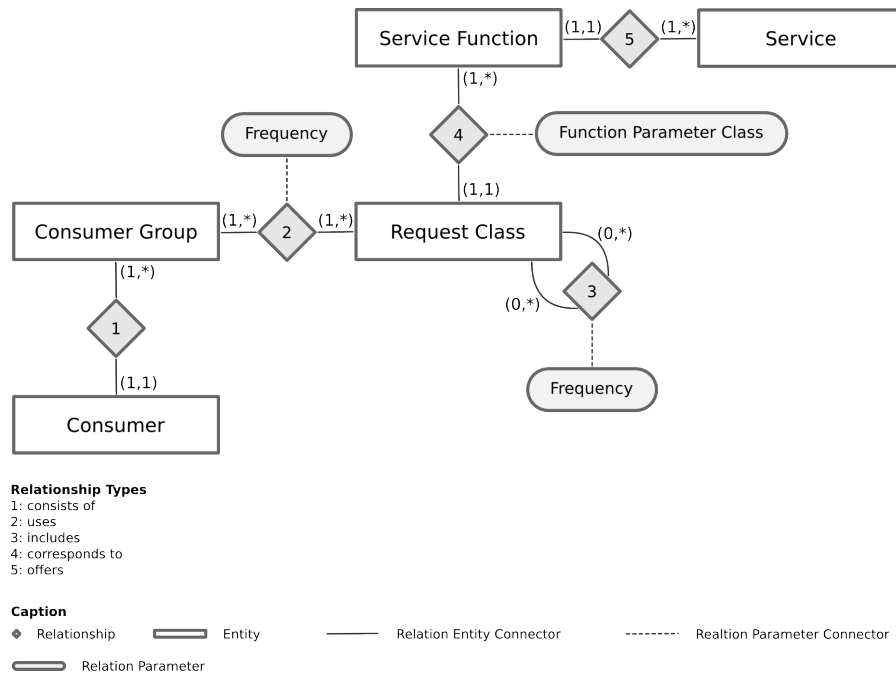 Service Function (1,1) 5 (1,*) Service
(1,*)
Frequency 4 Function Parameter Class
(1,1)
Consumer Group (1,*) 2 (1,*) Request Class (0,*)
(1,*) 3
(0,*)
1
(1,1) Frequency
Consumer
Relationship Types
1: consists of
2: uses
3: includes
4: corresponds to
5: offers
Caption
Relationship Entity Relation Entity Connector Realtion Parameter Connector
Relation Parameter